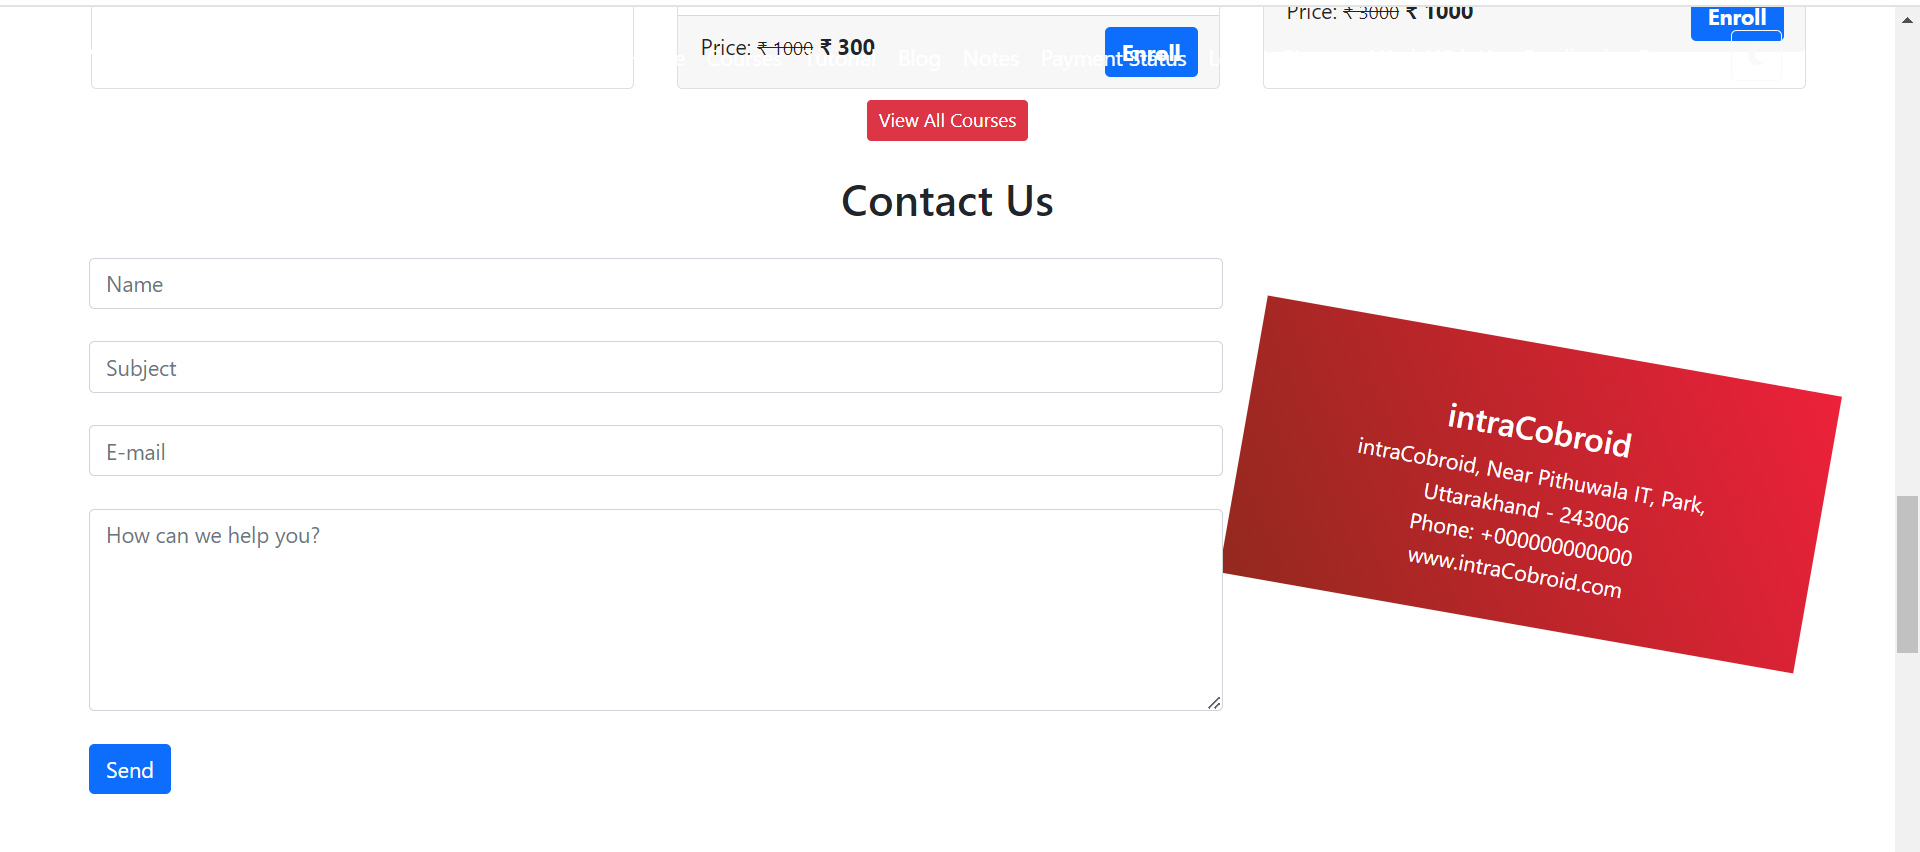 Price: ₹ 3000 ₹ 1000
Enroll
Price: ₹ 1000 ₹ 300
Enroll
Courses Tutorial Blog Notes Payment Status
View All Courses
Contact Us
Name
Subject
E-mail
How can we help you?
Send
intraCobroid
intraCobroid, Near Pithuwala IT, Park,
Uttarakhand - 243006
Phone: +000000000000
www.intraCobroid.com